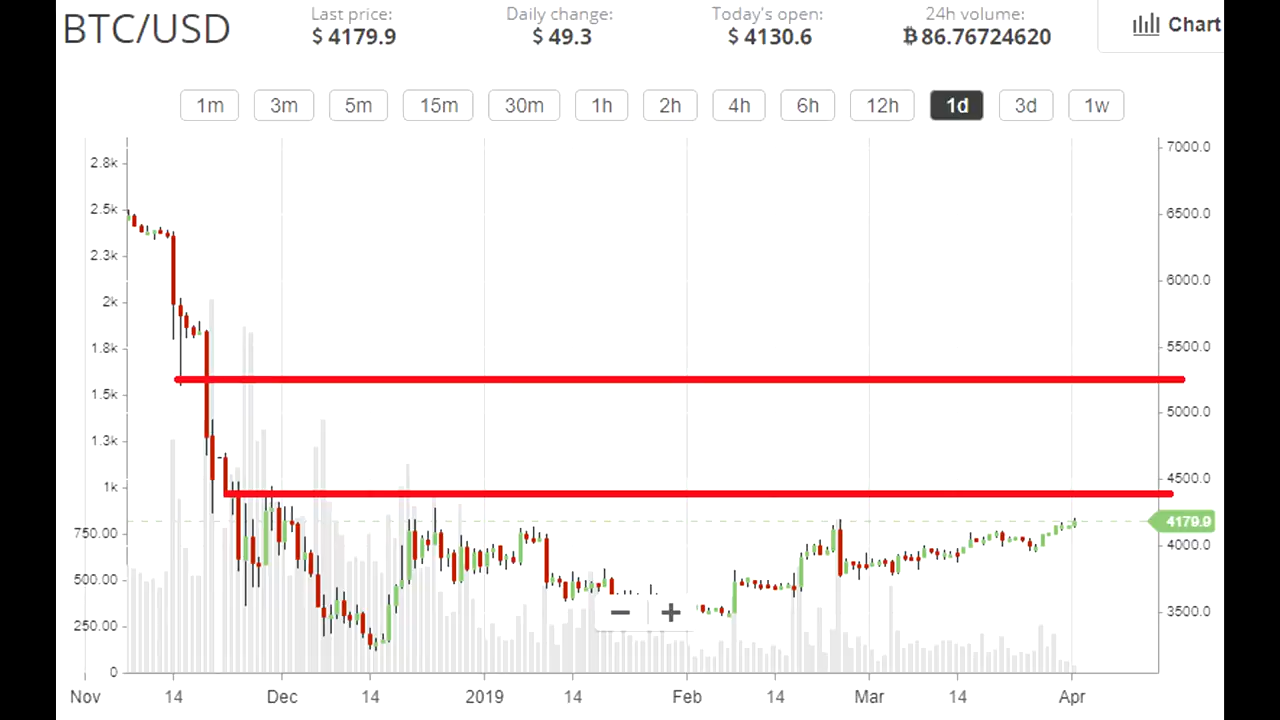 BTC/USD
Last price: Daily change: Today's open: 24h volume:
$ 4179.9 $ 49.3 $ 4130.6 ฿ 86.76724620
Chart
1m 3m 5m 15m 30m 1h 2h 4h 6h 12h 1d 3d 1w
2.8k 7000.0
2.5k 6500.0
2.3k 6000.0
2k
1.8k 5500.0
1.5k 5000.0
1.3k
1k 4500.0
4179.9
750.00 4000.0
500.00
− + 3500.0
250.00
0
Nov 14 Dec 14 2019 14 Feb 14 Mar 14 Apr